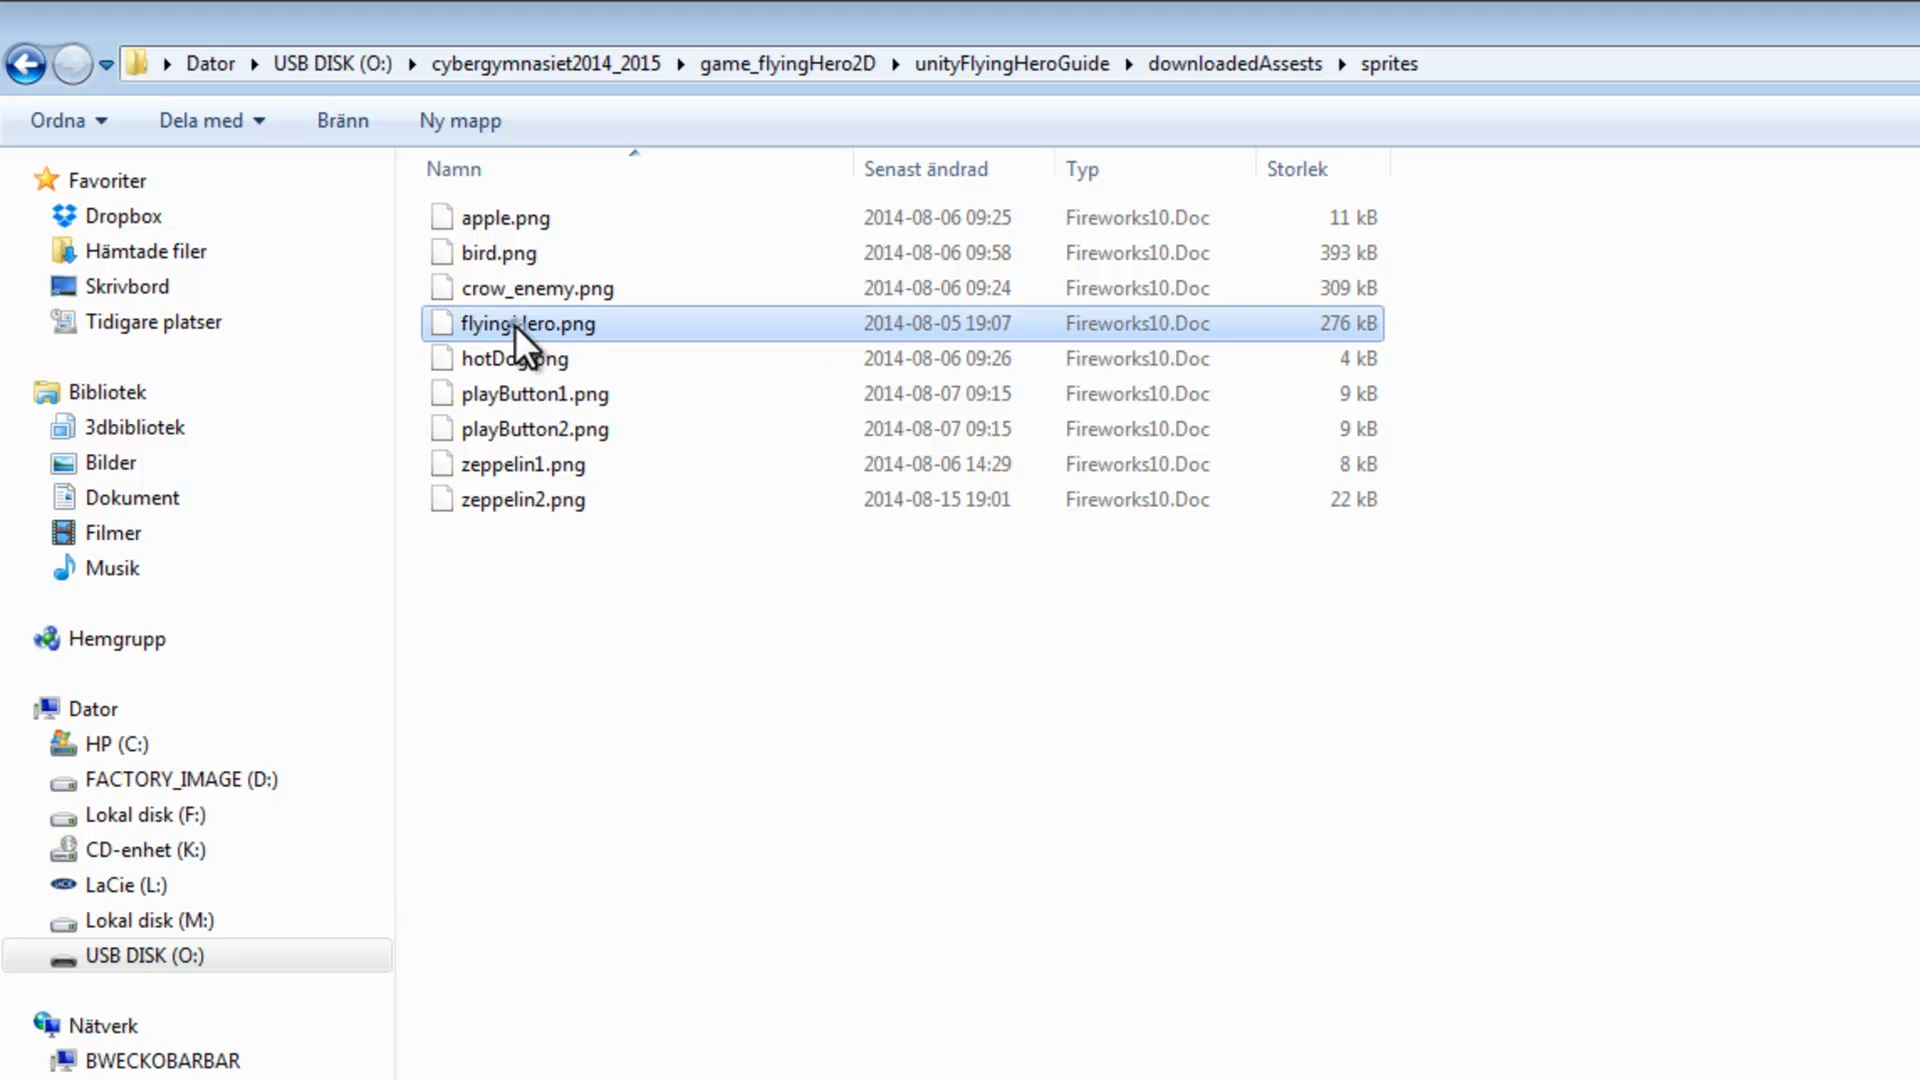 Dator USB DISK (O:) cybergymnasiet2014_2015 game_flyingHero2D unityFlyingHeroGuide downloadedAssests sprites
Ordna Dela med Bränn Ny mapp
Favoriter
Dropbox
Hämtade filer
Skrivbord
Tidigare platser
Bibliotek
3dbibliotek
Bilder
Dokument
Filmer
Musik
Hemgrupp
Dator
HP (C:)
FACTORY_IMAGE (D:)
Lokal disk (F:)
CD-enhet (K:)
LaCie (L:)
Lokal disk (M:)
USB DISK (O:)
Nätverk
BWECKOBARBAR
Namn Senast ändrad Typ Storlek
apple.png 2014-08-06 09:25 Fireworks10.Doc 11 kB
bird.png 2014-08-06 09:58 Fireworks10.Doc 393 kB
crow_enemy.png 2014-08-06 09:24 Fireworks10.Doc 309 kB
flyingHero.png 2014-08-05 19:07 Fireworks10.Doc 276 kB
hotDog.png 2014-08-06 09:26 Fireworks10.Doc 4 kB
playButton1.png 2014-08-07 09:15 Fireworks10.Doc 9 kB
playButton2.png 2014-08-07 09:15 Fireworks10.Doc 9 kB
zeppelin1.png 2014-08-06 14:29 Fireworks10.Doc 8 kB
zeppelin2.png 2014-08-15 19:01 Fireworks10.Doc 22 kB